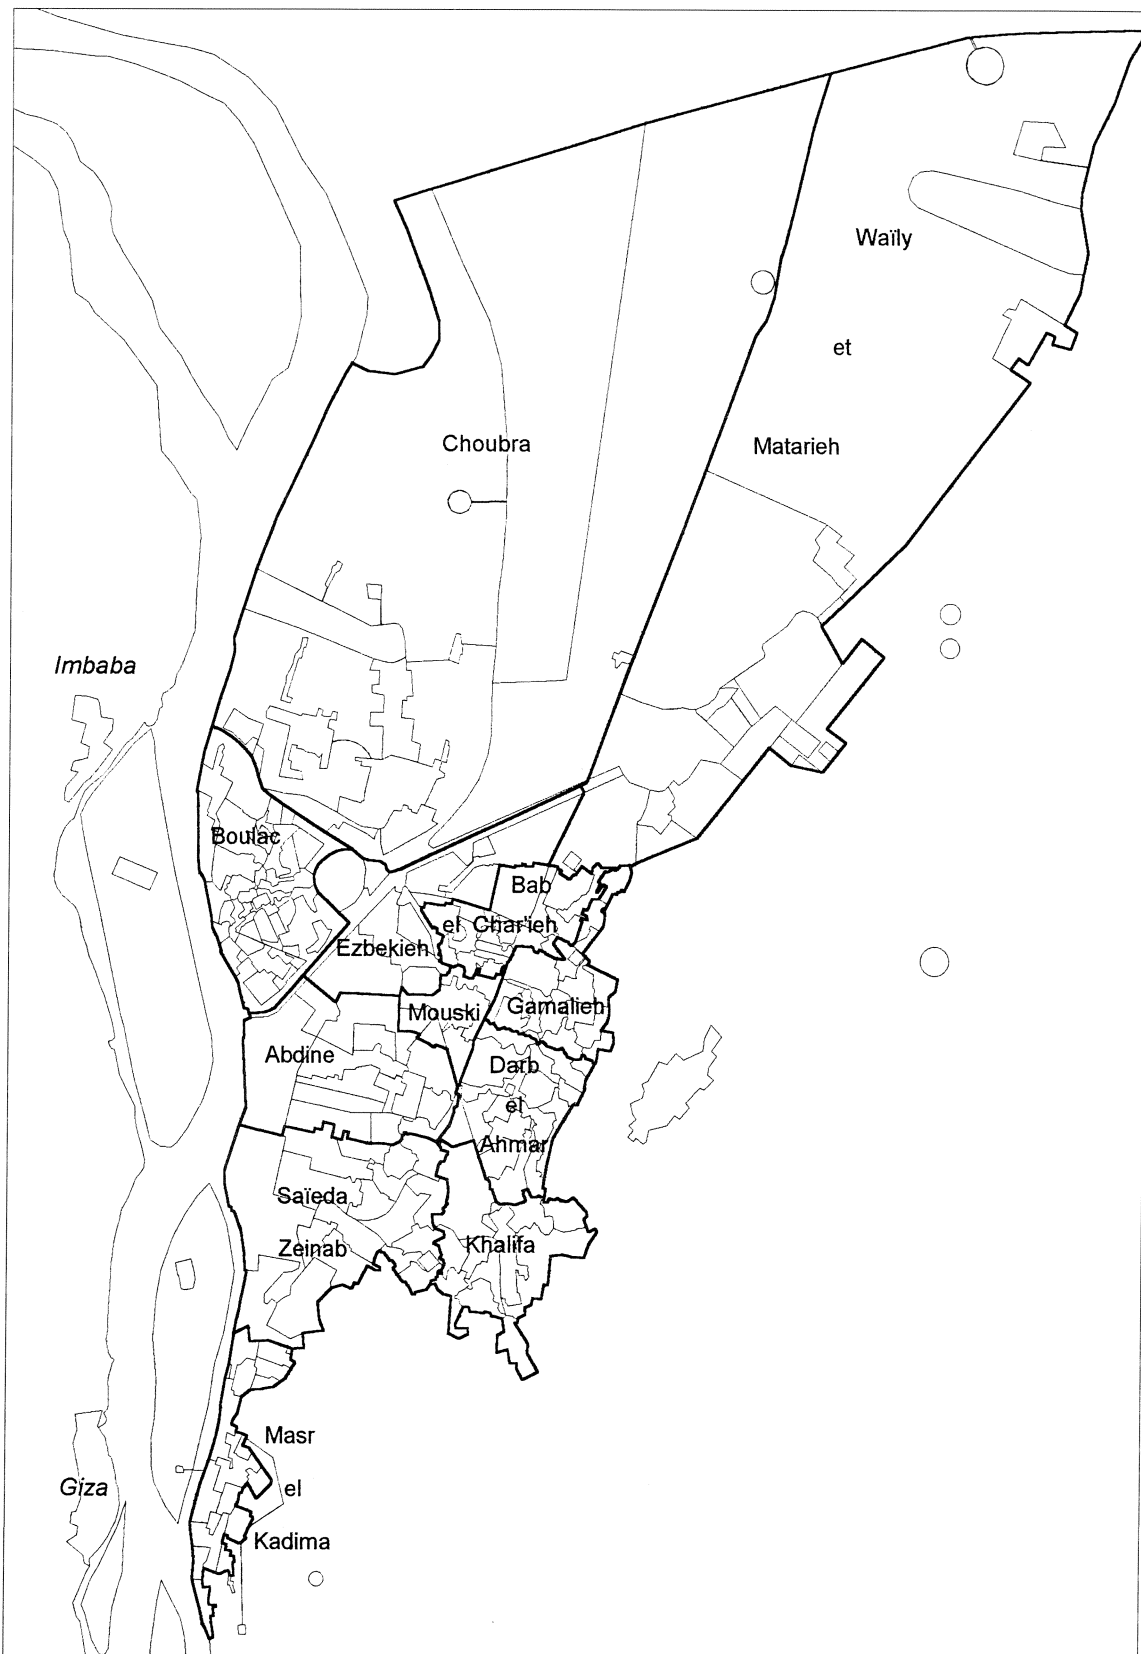 Waïly
et
Matarieh
Choubra
Imbaba
Boulac
Bab
el Char'ieh
Ezbekieh
Mouski
Gamalieh
Abdine
Darb
el
Ahmar
Saïeda
Zeinab
Khalifa
Masr
el
Kadima
Giza